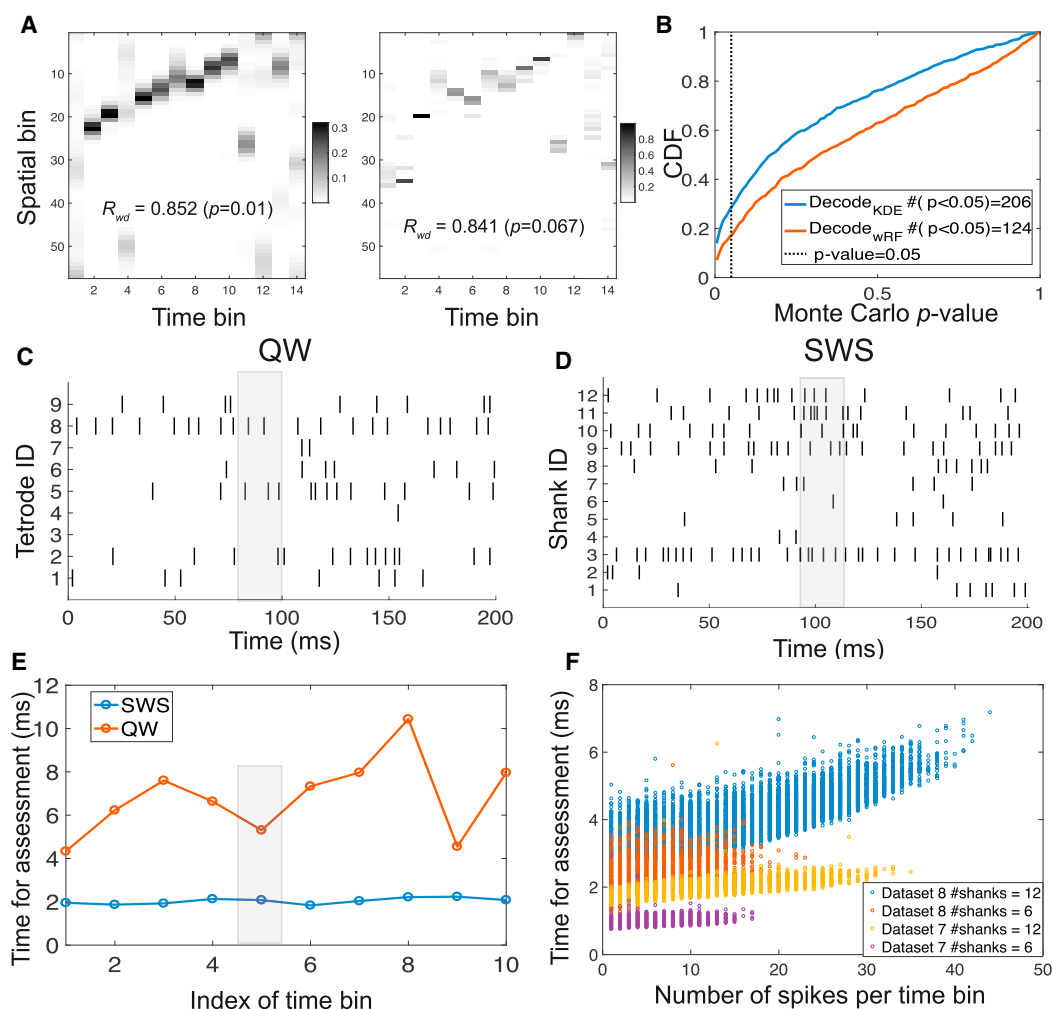 A
Spatial bin
10
20
30
40
50
2 4 6 8 10 12 14
Time bin
R_wd = 0.852 (p=0.01)
0.3
0.2
0.1
2 4 6 8 10 12 14
Time bin
R_wd = 0.841 (p=0.067)
0.8
0.6
0.4
0.2
B
CDF
1
0.8
0.6
0.4
0.2
0
0 0.5 1
Monte Carlo p-value
Decode_KDE #( p<0.05)=206
Decode_wRF #( p<0.05)=124
p-value=0.05
C
QW
Tetrode ID
9
8
7
6
5
4
2
1
0 50 100 150 200
Time (ms)
D
SWS
Shank ID
12
11
10
9
8
7
6
5
4
3
2
1
0 50 100 150 200
Time (ms)
E
Time for assessment (ms)
12
10
8
6
4
2
0
2 4 6 8 10
Index of time bin
SWS
QW
F
Time for assessment (ms)
8
6
4
2
0
0 10 20 30 40 50
Number of spikes per time bin
Dataset 8 #shanks = 12
Dataset 8 #shanks = 6
Dataset 7 #shanks = 12
Dataset 7 #shanks = 6